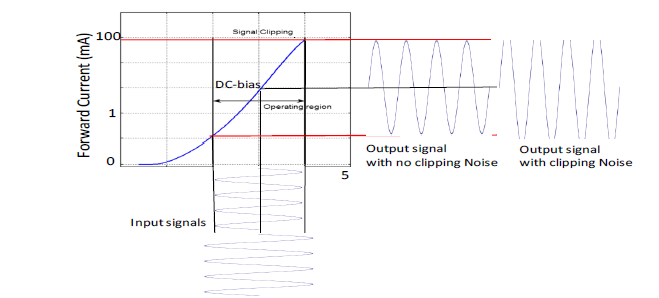 Signal Clipping
100
Forward Current (mA)
DC-bias
Operating region
1
0
5
Output signal
with no clipping Noise
Output signal
with clipping Noise
Input signals